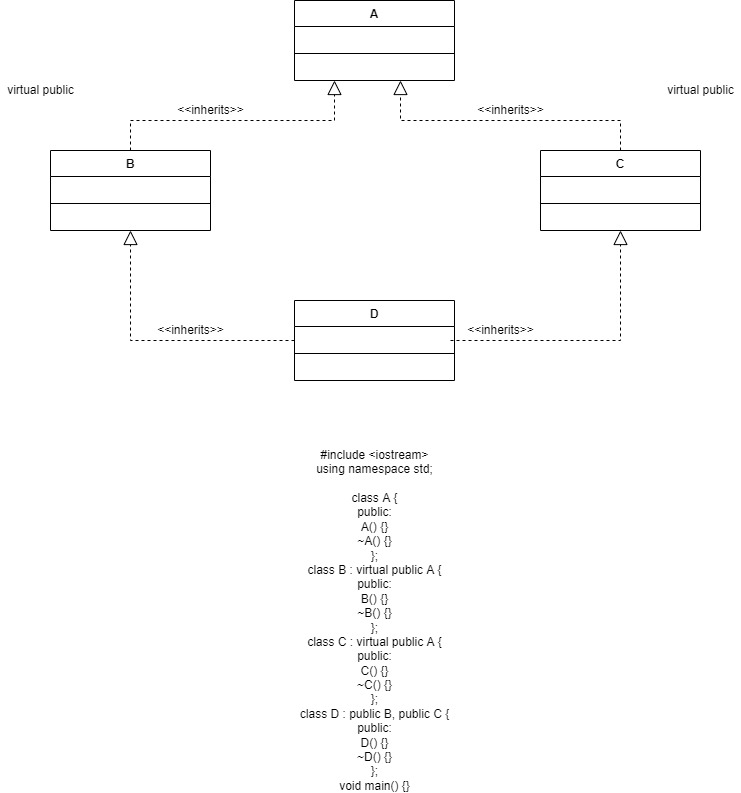 A
virtual public
virtual public
<<inherits>>
<<inherits>>
B
C
D
<<inherits>>
<<inherits>>
#include <iostream>
using namespace std;
class A {
public:
A() {}
~A() {}
};
class B : virtual public A {
public:
B() {}
~B() {}
};
class C : virtual public A {
public:
C() {}
~C() {}
};
class D : public B, public C {
public:
D() {}
~D() {}
};
void main() {}